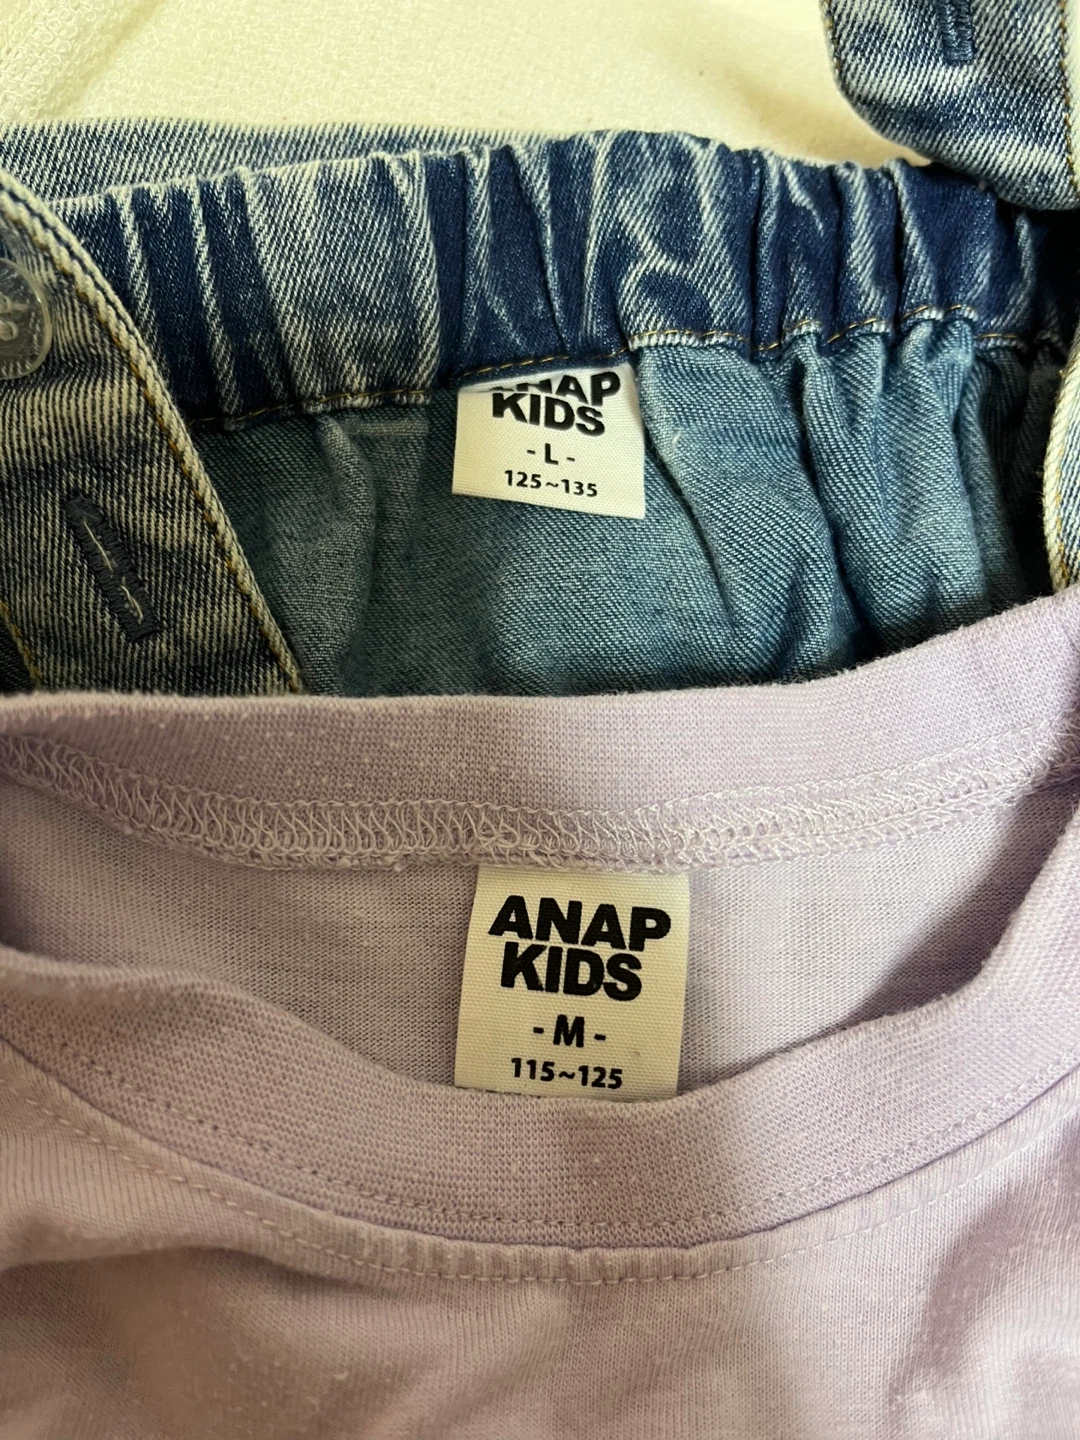 ANAP
KIDS
- L -
125~135
ANAP
KIDS
- M -
115~125